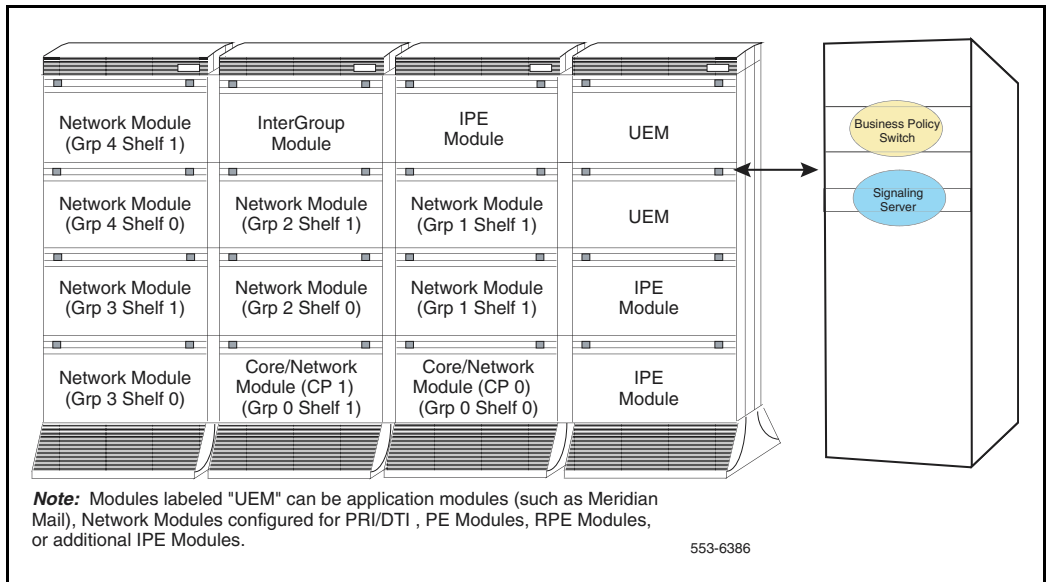 Network Module
(Grp 4 Shelf 1)
InterGroup
Module
IPE
Module
UEM
Business Policy
Switch
Network Module
(Grp 4 Shelf 0)
Network Module
(Grp 2 Shelf 1)
Network Module
(Grp 1 Shelf 1)
UEM
Signaling
Server
Network Module
(Grp 3 Shelf 1)
Network Module
(Grp 2 Shelf 0)
Network Module
(Grp 1 Shelf 1)
IPE
Module
Network Module
(Grp 3 Shelf 0)
Core/Network
Module (CP 1)
(Grp 0 Shelf 1)
Core/Network
Module (CP 0)
(Grp 0 Shelf 0)
IPE
Module
Note: Modules labeled "UEM" can be application modules (such as Meridian
Mail), Network Modules configured for PRI/DTI , PE Modules, RPE Modules,
or additional IPE Modules.
553-6386